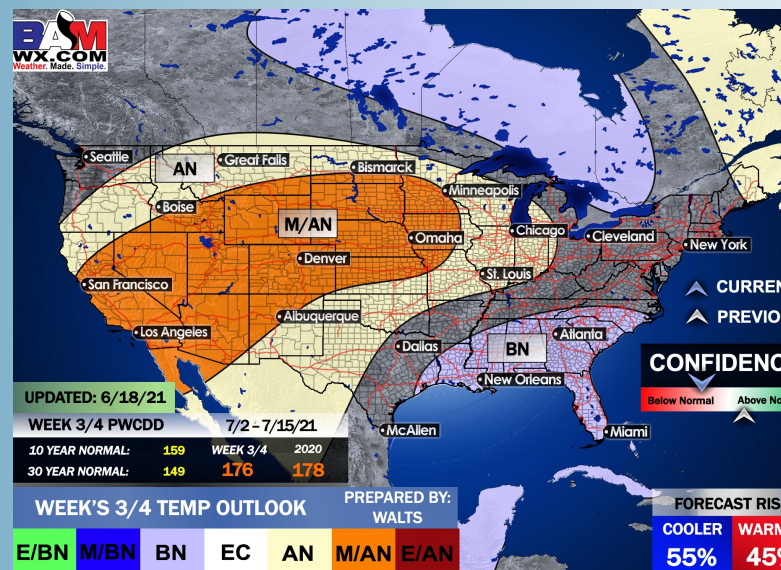 BAM
WX.COM
Weather. Made. Simple.
Seattle
AN
Great Falls
Bismarck
Minneapolis
Boise
M/AN
Omaha
Chicago
Cleveland
New York
Denver
St. Louis
San Francisco
CURREN
PREVIO
Albuquerque
Los Angeles
Dallas
BN
Atlanta
New Orleans
CONFIDENC
Below Normal Above No
McAllen
Miami
UPDATED: 6/18/21
WEEK 3/4 PWCDD 7/2 - 7/15/21
10 YEAR NORMAL: 159 WEEK 3/4 2020
30 YEAR NORMAL: 149 176 178
WEEK'S 3/4 TEMP OUTLOOK
PREPARED BY:
WALTS
FORECAST RIS
COOLER WARM
55% 45%
E/BN M/BN BN EC AN M/AN E/AN